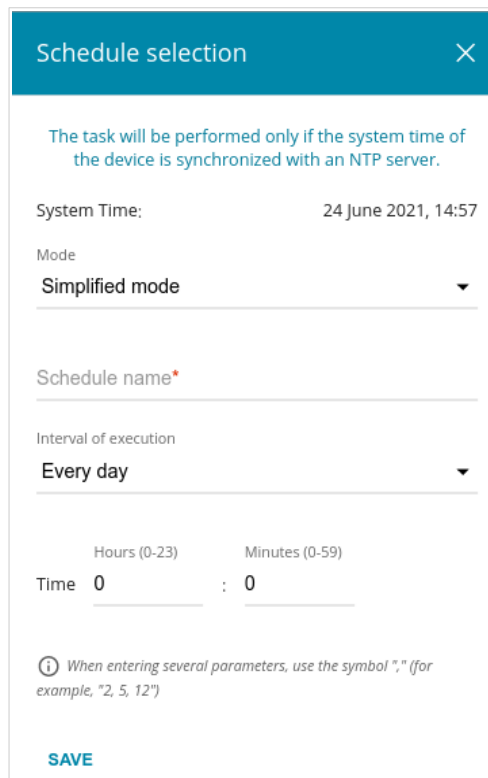 Schedule selection
The task will be performed only if the system time of
the device is synchronized with an NTP server.
System Time: 24 June 2021, 14:57
Mode
Simplified mode
Schedule name*
Interval of execution
Every day
Hours (0-23) Minutes (0-59)
Time 0 : 0
When entering several parameters, use the symbol "," (for
example, "2, 5, 12")
SAVE